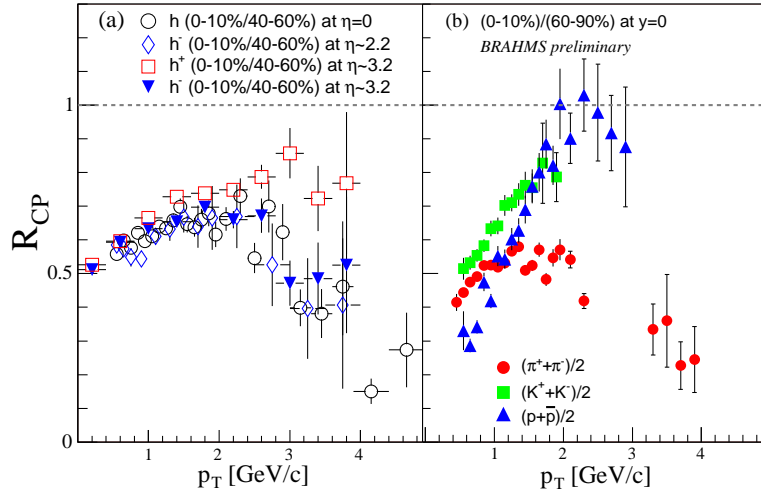 (a)
h (0-10%/40-60%) at η=0
h⁻ (0-10%/40-60%) at η~2.2
h⁺ (0-10%/40-60%) at η~3.2
h⁻ (0-10%/40-60%) at η~3.2
(b) (0-10%)/(60-90%) at y=0
BRAHMS preliminary
R_CP
1
0.5
0
(π⁺+π⁻)/2
(K⁺+K⁻)/2
(p+p̅)/2
1 2 3 4
1 2 3 4
p_T [GeV/c]
p_T [GeV/c]